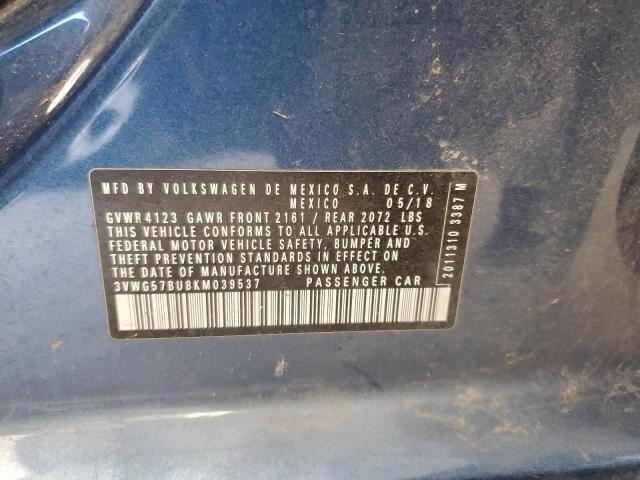 MFD BY VOLKSWAGEN DE MEXICO S.A. DE C.V.
MEXICO 05/18
GVWR 4123 GAWR FRONT 2161 / REAR 2072 LBS
THIS VEHICLE CONFORMS TO ALL APPLICABLE U.S.
FEDERAL MOTOR VEHICLE SAFETY, BUMPER AND
THEFT PREVENTION STANDARDS IN EFFECT ON
THE DATE OF MANUFACTURE SHOWN ABOVE
3VWG57BU8KM039537 PASSENGER CAR
2011310 3387 M